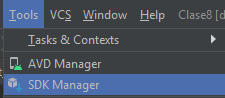 Tools VCS Window Help Clase8 [d
Tasks & Contexts
AVD Manager
SDK Manager